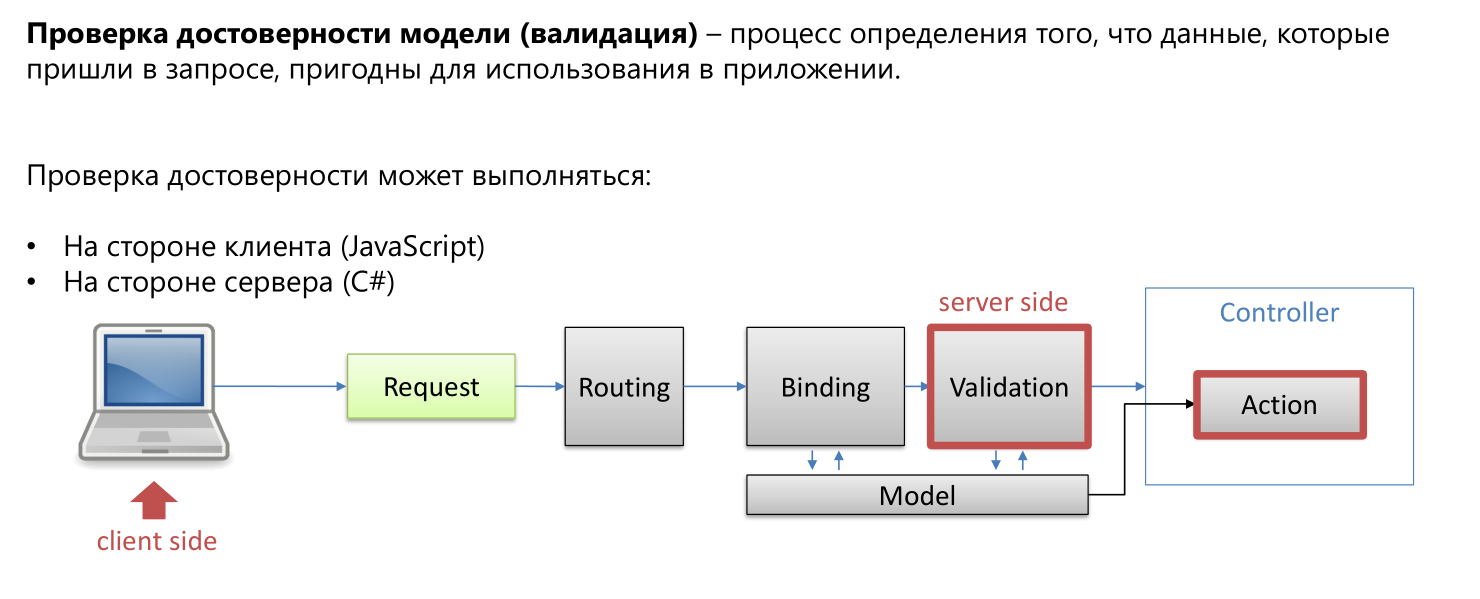 Проверка достоверности модели (валидация) – процесс определения того, что данные, которые
пришли в запросе, пригодны для использования в приложении.
Проверка достоверности может выполняться:
• На стороне клиента (JavaScript)
• На стороне сервера (C#)
server side
Controller
Request
Routing
Binding
Validation
Action
Model
client side